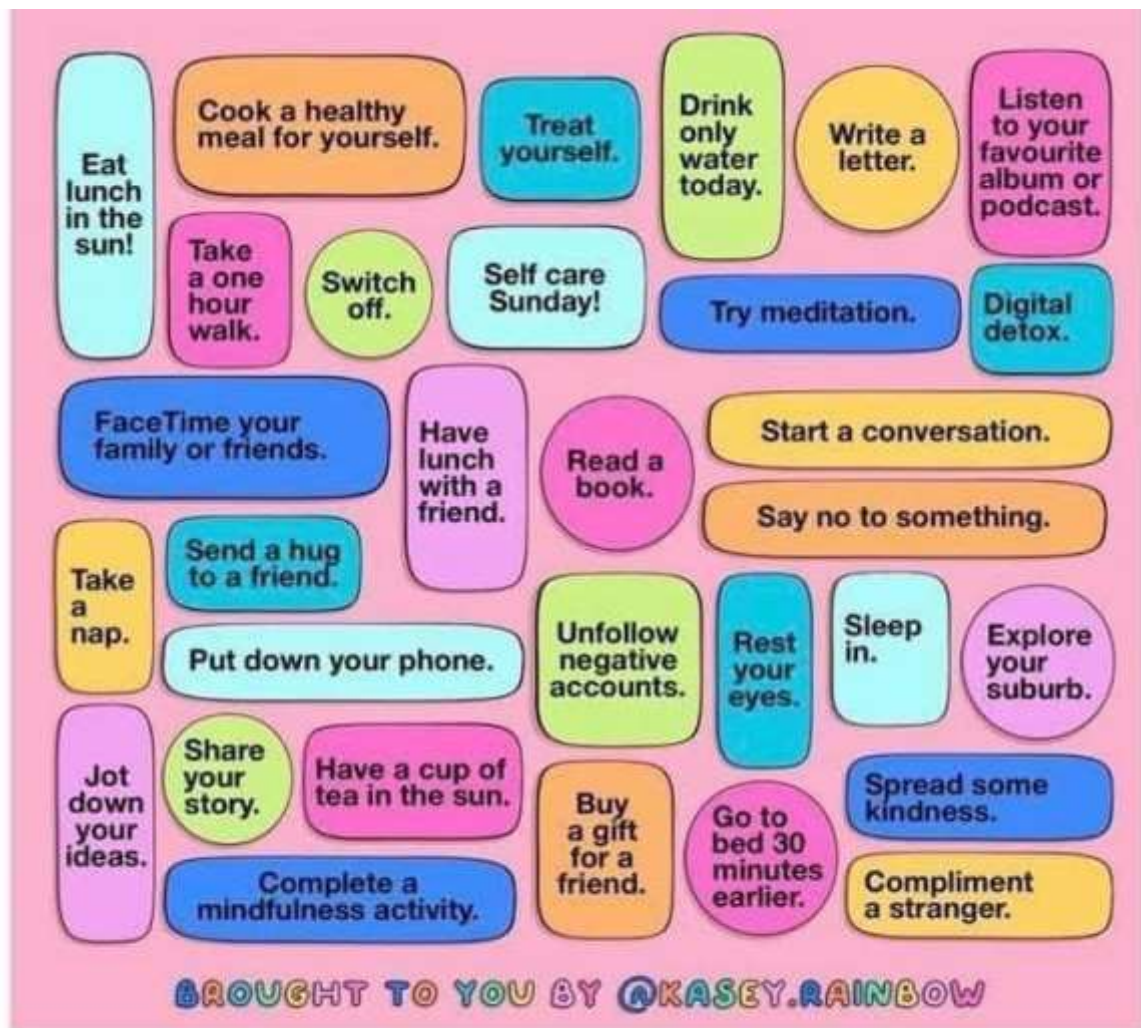 Eat
lunch
in the
sun!
Cook a healthy
meal for yourself.
Treat
yourself.
Drink
only
water
today.
Write a
letter.
Listen
to your
favourite
album or
podcast.
Take
a one
hour
walk.
Switch
off.
Self care
Sunday!
Try meditation.
Digital
detox.
FaceTime your
family or friends.
Have
lunch
with a
friend.
Read a
book.
Start a conversation.
Say no to something.
Take
a
nap.
Send a hug
to a friend.
Put down your phone.
Unfollow
negative
accounts.
Rest
your
eyes.
Sleep
in.
Explore
your
suburb.
Jot
down
your
ideas.
Share
your
story.
Have a cup of
tea in the sun.
Complete a
mindfulness activity.
Buy
a gift
for a
friend.
Go to
bed 30
minutes
earlier.
Spread some
kindness.
Compliment
a stranger.
BROUGHT TO YOU BY @KASEY.RAINBOW